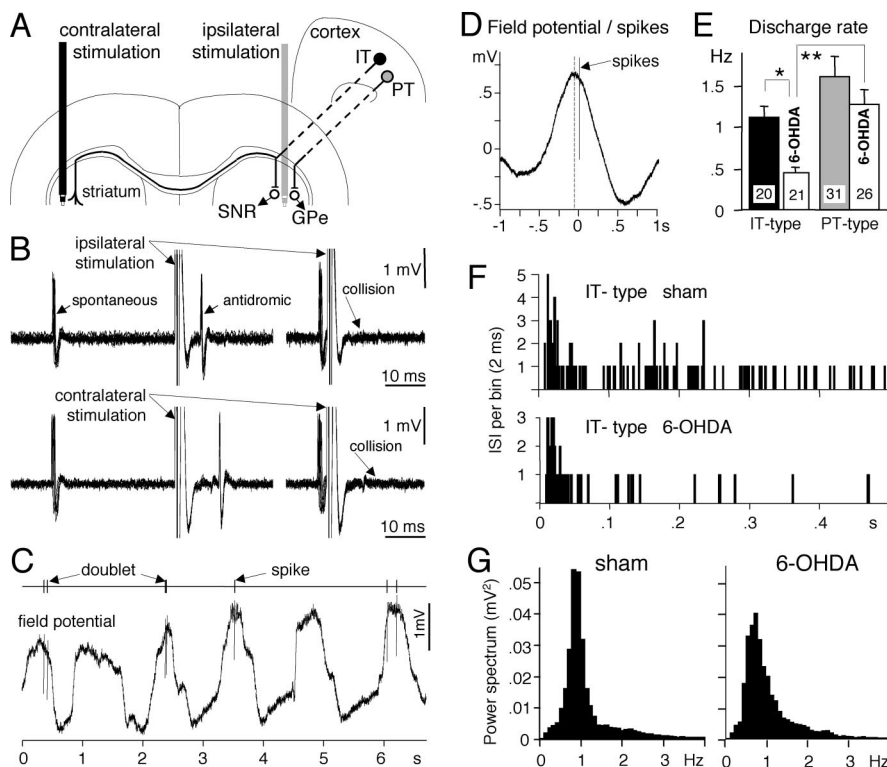 A
contralateral
stimulation
ipsilateral
stimulation
cortex
IT
PT
striatum
SNR
GPe
B
ipsilateral
stimulation
1 mV
spontaneous
antidromic
collision
10 ms
10 ms
contralateral
stimulation
1 mV
collision
10 ms
10 ms
C
doublet
spike
field potential
1mV
0 1 2 3 4 5 6 s
D Field potential / spikes
mV
spikes
.5
0
-.5
-1 -.5 0 .5 1s
E Discharge rate
Hz
1.5
1
.5
0
*
**
6-OHDA
6-OHDA
20 21 31 26
IT-type PT-type
F
IT- type sham
5
4
3
2
1
0
ISI per bin (2 ms)
IT- type 6-OHDA
3
2
1
0
0 .1 .2 .3 .4 s
G
sham 6-OHDA
Power spectrum (mV²)
.05
.04
.03
.02
.01
0
0 1 2 3 Hz
0 1 2 3 Hz